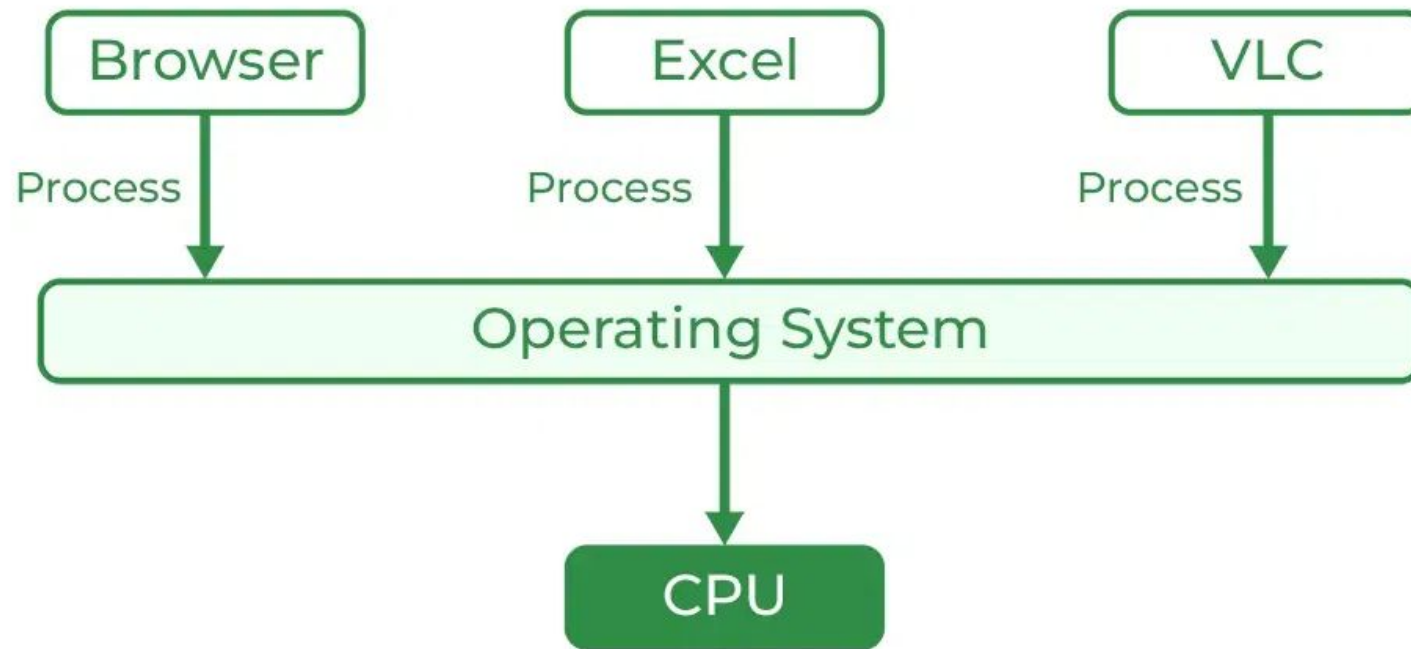 Browser
Excel
VLC
Process
Process
Process
Operating System
CPU